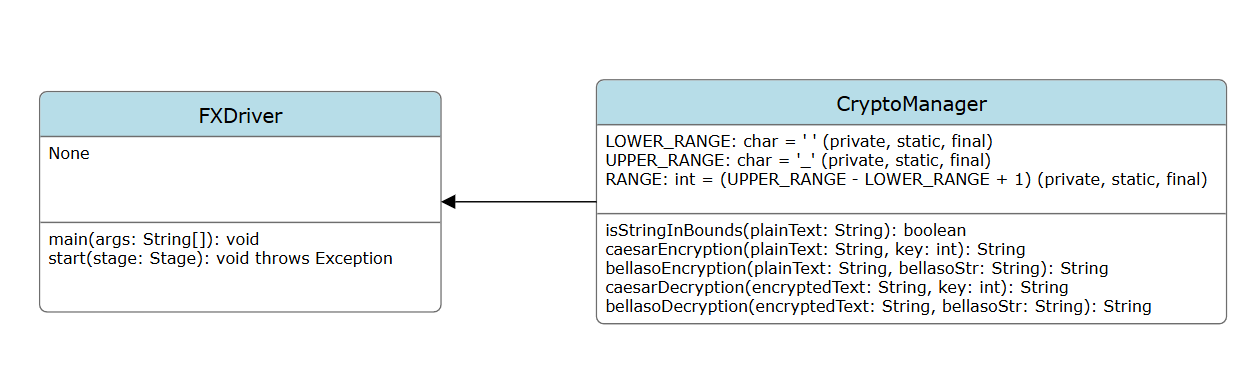 FXDriver
None
main(args: String[]): void
start(stage: Stage): void throws Exception
CryptoManager
LOWER_RANGE: char = ' ' (private, static, final)
UPPER_RANGE: char = '_' (private, static, final)
RANGE: int = (UPPER_RANGE - LOWER_RANGE + 1) (private, static, final)
isStringInBounds(plainText: String): boolean
caesarEncryption(plainText: String, key: int): String
bellasoEncryption(plainText: String, bellasoStr: String): String
caesarDecryption(encryptedText: String, key: int): String
bellasoDecryption(encryptedText: String, bellasoStr: String): String